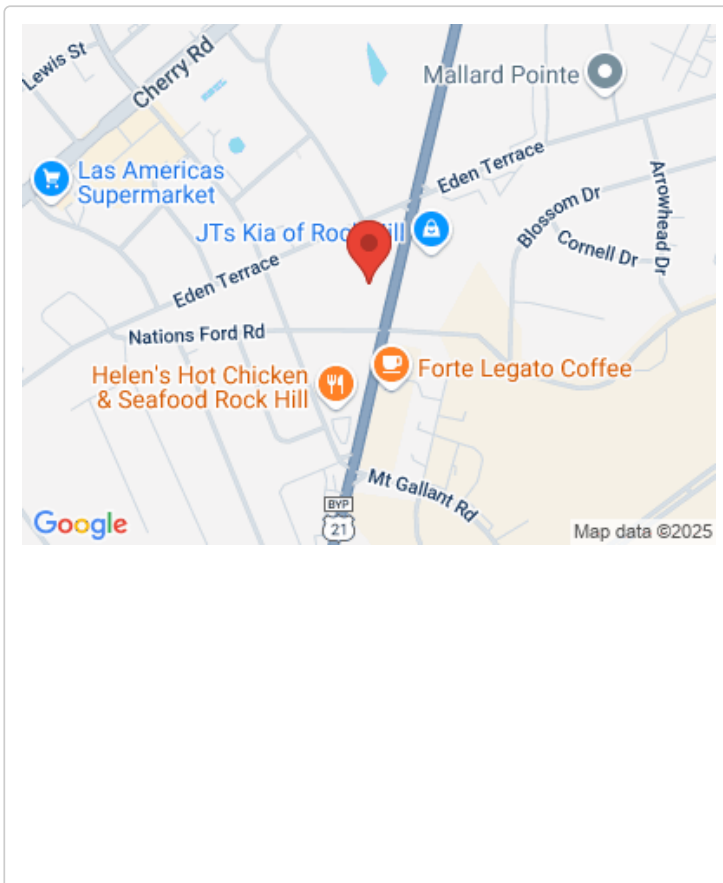 Lewis St
Cherry Rd
Mallard Pointe
Las Americas
Supermarket
Eden Terrace
Arrowhead Dr
Blossom Dr
Cornell Dr
JTs Kia of Rock Hill
Eden Terrace
Nations Ford Rd
Helen's Hot Chicken
& Seafood Rock Hill
Forte Legato Coffee
Mt Gallant Rd
BYP
21
Google
Map data ©2025